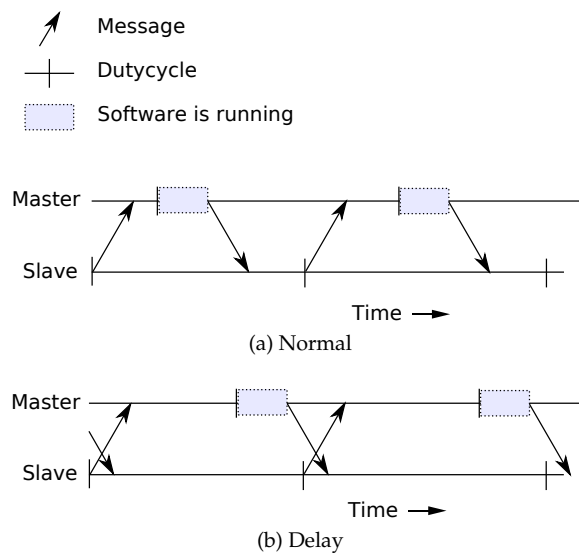 Message
Dutycycle
Software is running
Master
Slave
Time
(a) Normal
Master
Slave
Time
(b) Delay